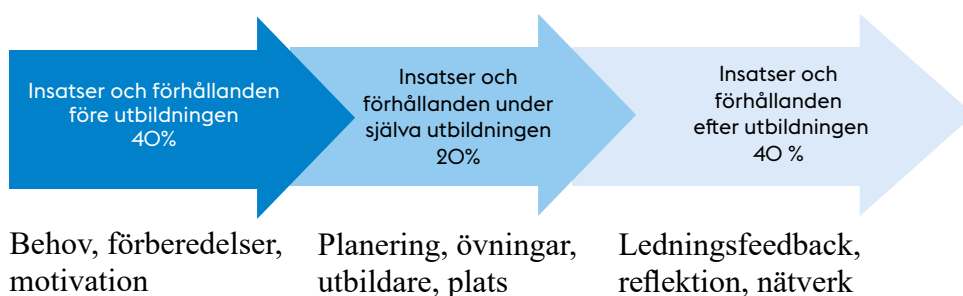 Insatser och förhållanden
före utbildningen
40%
Insatser och
förhållanden under
själva utbildningen
20%
Insatser och
förhållanden
efter utbildningen
40 %
Behov, förberedelser,
motivation
Planering, övningar,
utbildare, plats
Ledningsfeedback,
reflektion, nätverk